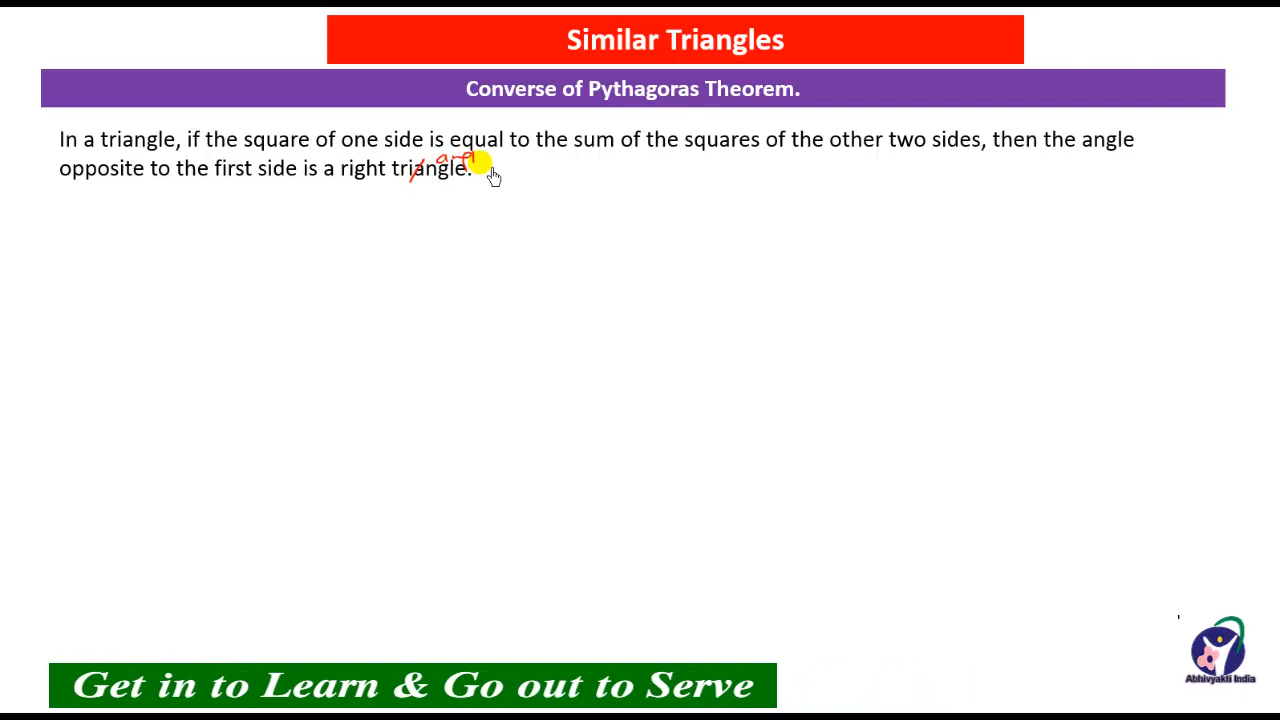 Similar Triangles
Converse of Pythagoras Theorem.
In a triangle, if the square of one side is equal to the sum of the squares of the other two sides, then the angle
opposite to the first side is a right triangle.
Get in to Learn & Go out to Serve
Abhivyakti India